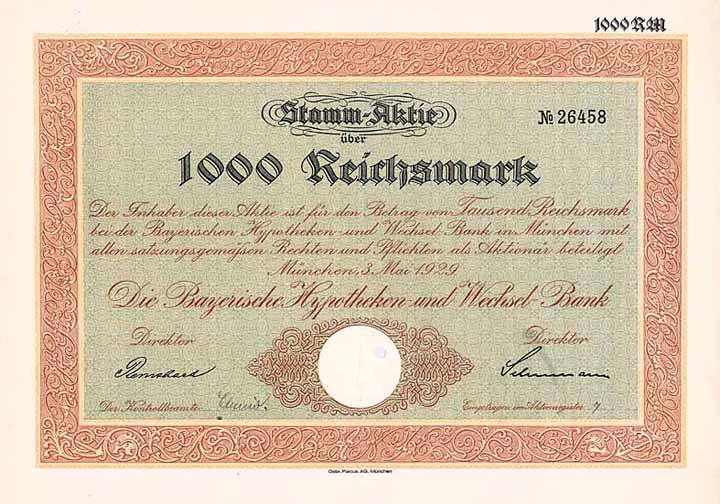 1000 RM
Stamm-Aktie
über
№ 26458
1000 Reichsmark
Der Inhaber dieser Aktie ist für den Betrag von Tausend Reichsmark
bei der Bayerischen Hypotheken- und Wechsel Bank in München mit
allen satzungsgemäßen Rechten und Pflichten als Aktionär beteiligt
München, 3. Mai 1929.
Die Bayerische Hypotheken- und Wechsel-Bank
Direktor Direktor
Der Kontrollbeamte: Eingetragen im Aktienregister:
Gebr. Parcus AG, München